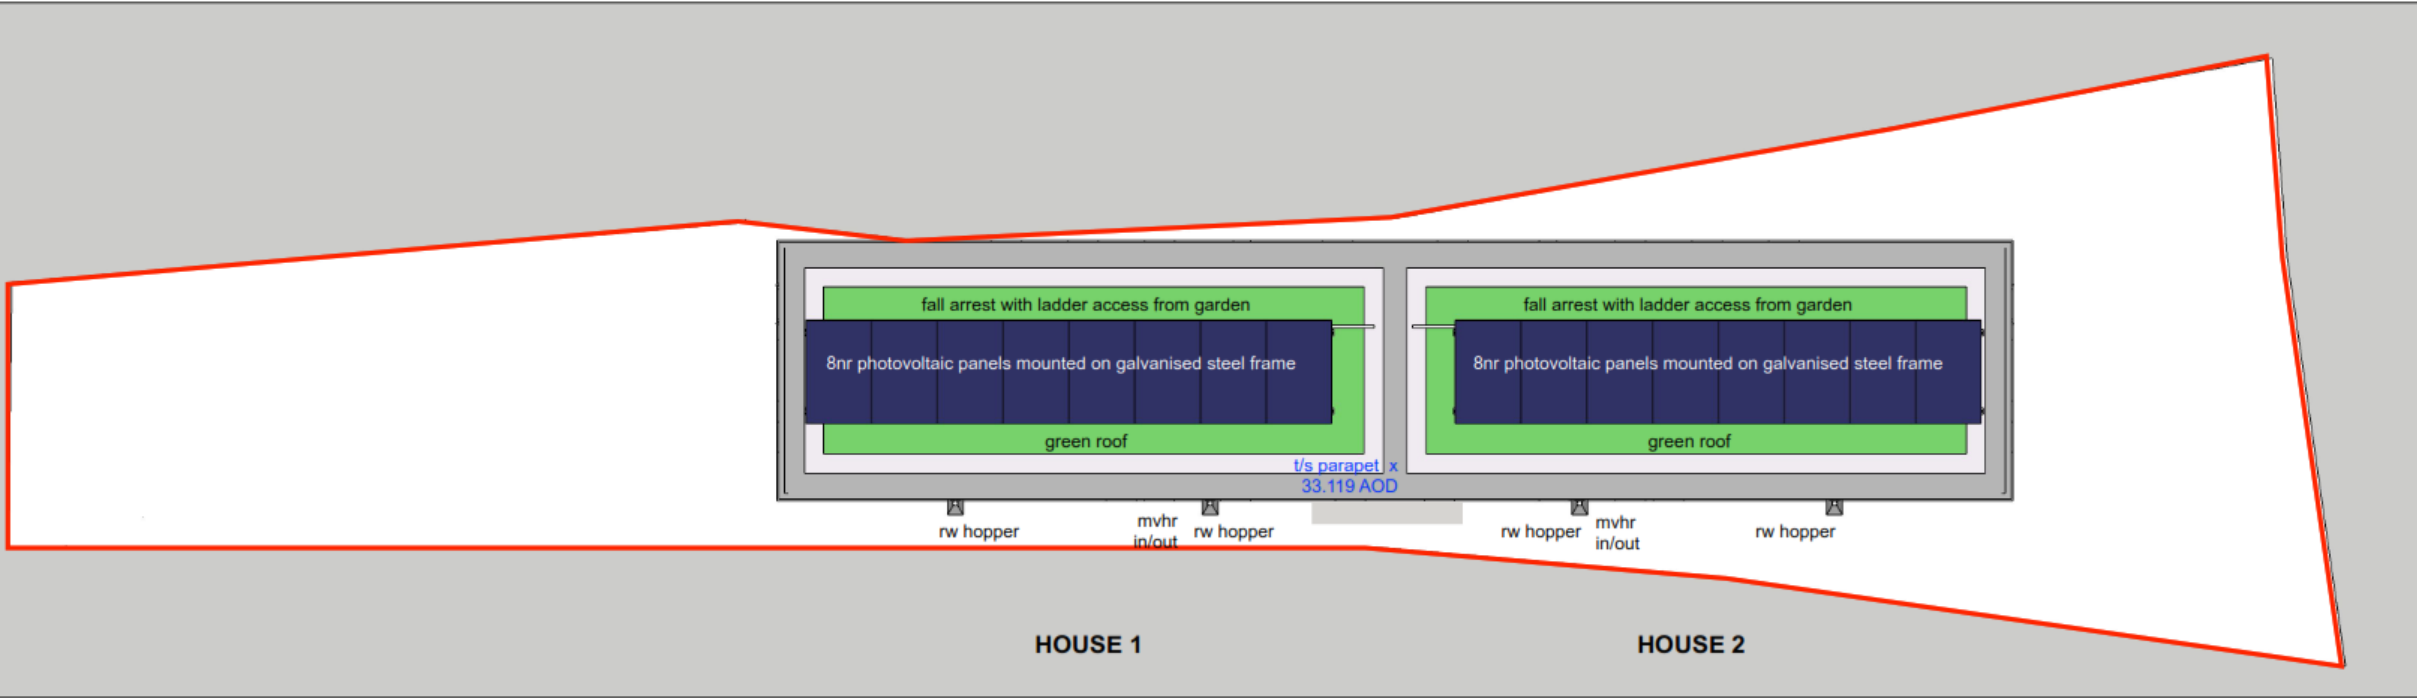 fall arrest with ladder access from garden
fall arrest with ladder access from garden
8nr photovoltaic panels mounted on galvanised steel frame
8nr photovoltaic panels mounted on galvanised steel frame
green roof
green roof
t/s parapet x
33.119 AOD
rw hopper
mvhr
in/out
rw hopper
rw hopper
mvhr
in/out
rw hopper
HOUSE 1
HOUSE 2